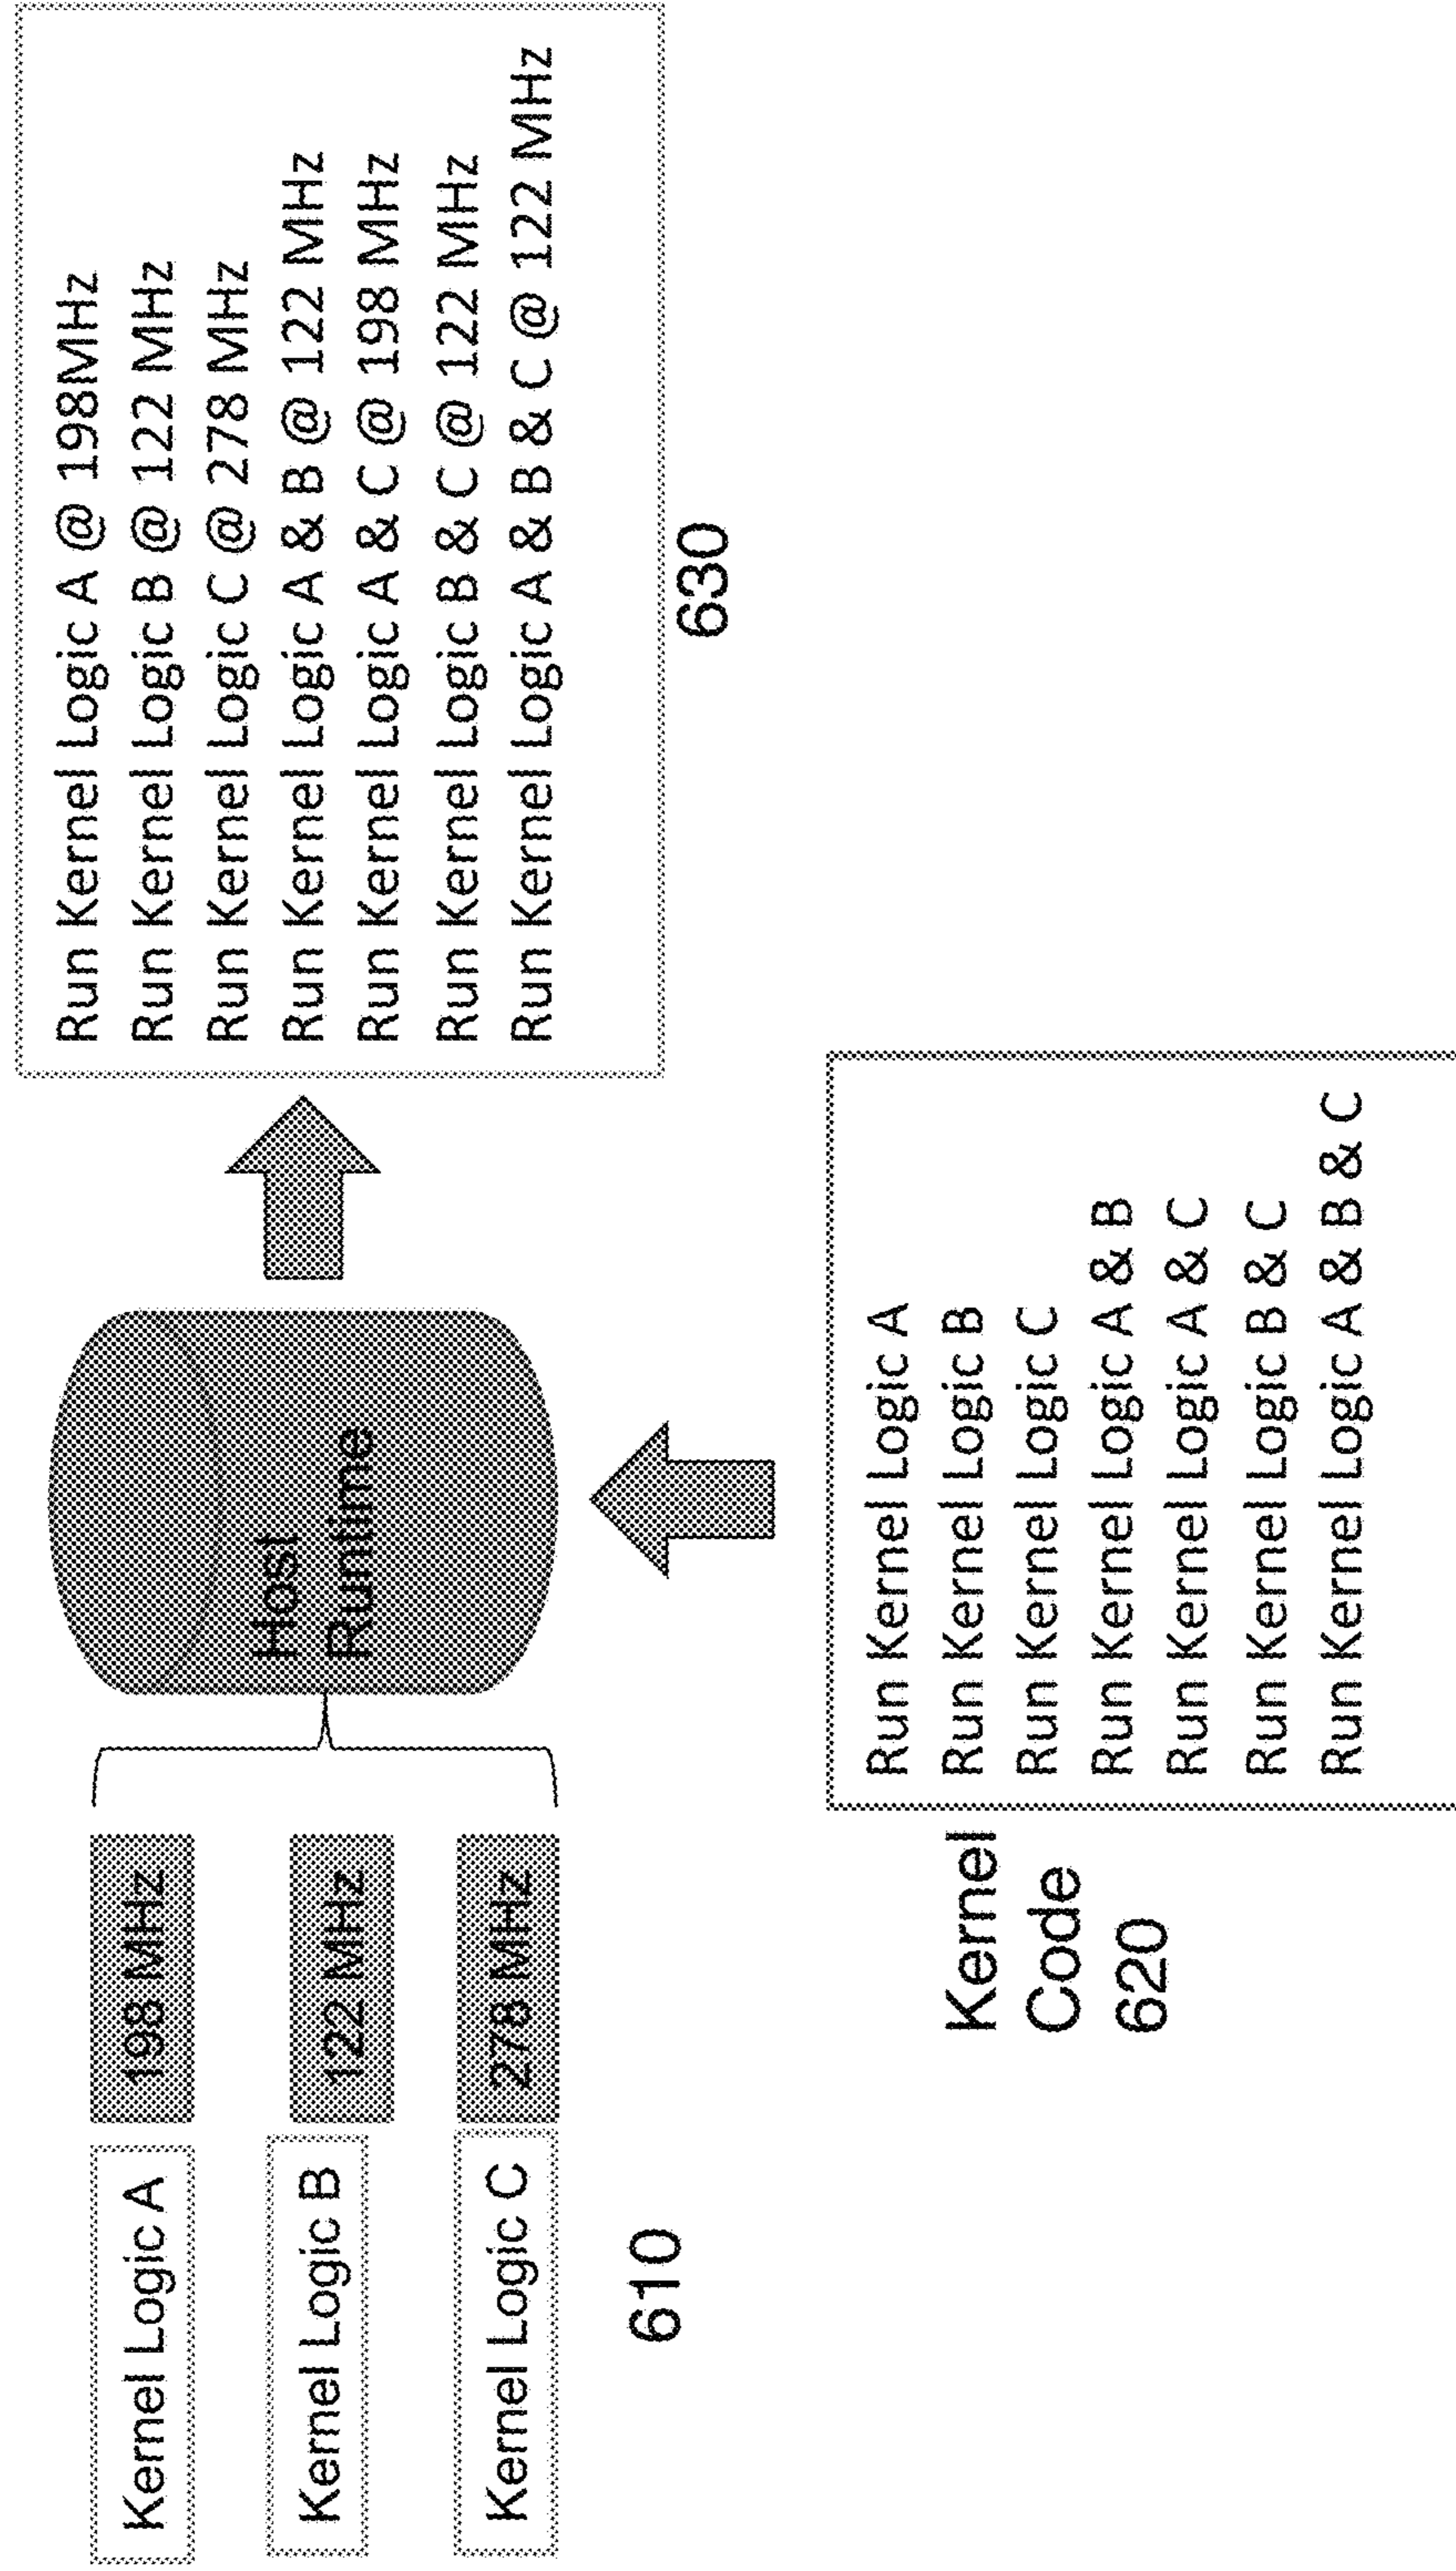 Kernel Logic A
198 MHz
Kernel Logic B
122 MHz
Kernel Logic C
278 MHz
610
Host
Runtime
Run Kernel Logic A @ 198MHz
Run Kernel Logic B @ 122 MHz
Run Kernel Logic C @ 278 MHz
Run Kernel Logic A & B @ 122 MHz
Run Kernel Logic A & C @ 198 MHz
Run Kernel Logic B & C @ 122 MHz
Run Kernel Logic A & B & C @ 122 MHz
630
Kernel
Code
620
Run Kernel Logic A
Run Kernel Logic B
Run Kernel Logic C
Run Kernel Logic A & B
Run Kernel Logic A & C
Run Kernel Logic B & C
Run Kernel Logic A & B & C